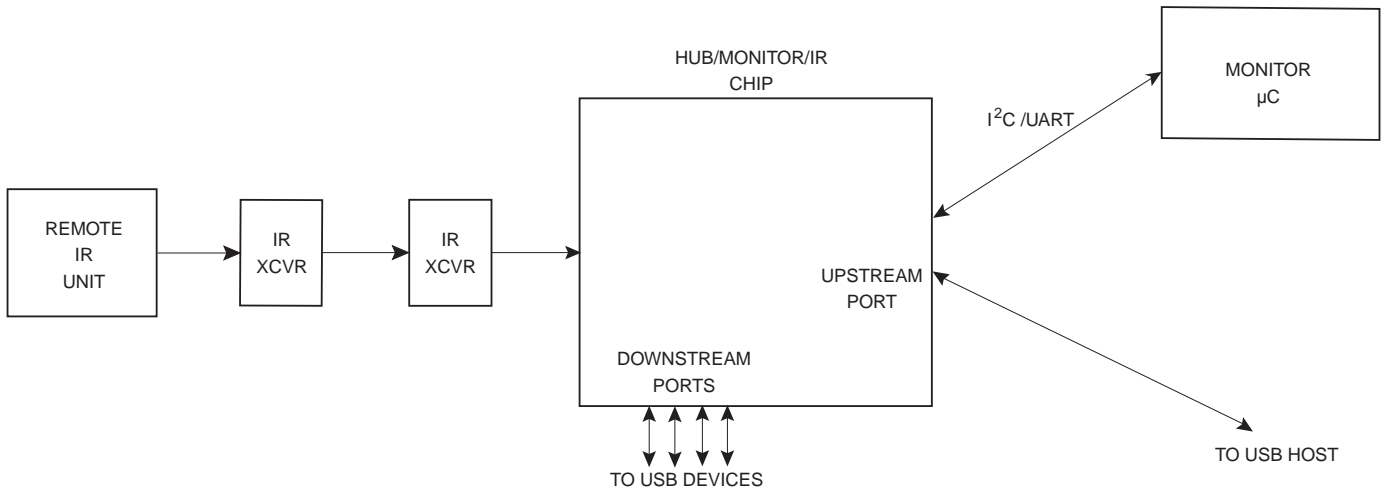 HUB/MONITOR/IR
CHIP
MONITOR
µC
I²C /UART
REMOTE
IR
UNIT
IR
XCVR
IR
XCVR
UPSTREAM
PORT
DOWNSTREAM
PORTS
TO USB DEVICES
TO USB HOST